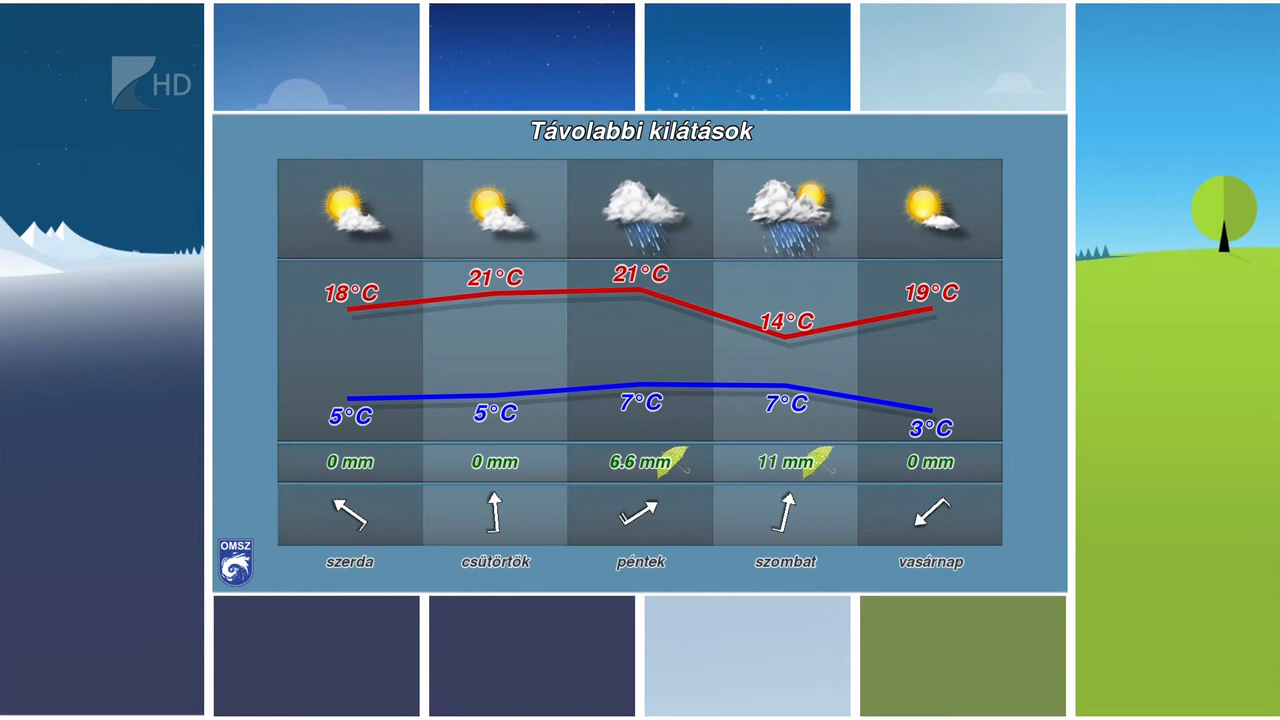 HD
Távolabbi kilátások
18°C 21°C 21°C 14°C 19°C
5°C 5°C 7°C 7°C 3°C
0 mm 0 mm 6.6 mm 11 mm 0 mm
OMSZ
szerda csütörtök péntek szombat vasárnap